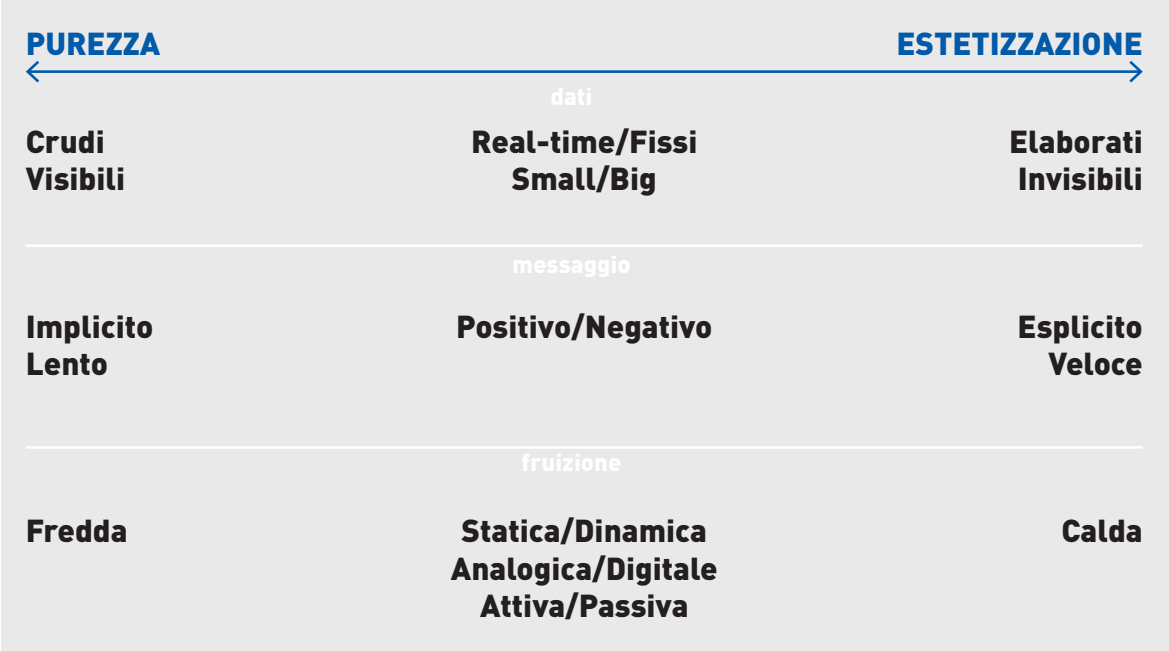 PUREZZA ESTETIZZAZIONE
dati
Crudi Real-time/Fissi Elaborati
Visibili Small/Big Invisibili
messaggio
Implicito Positivo/Negativo Esplicito
Lento Veloce
fruizione
Fredda Statica/Dinamica Calda
Analogica/Digitale
Attiva/Passiva